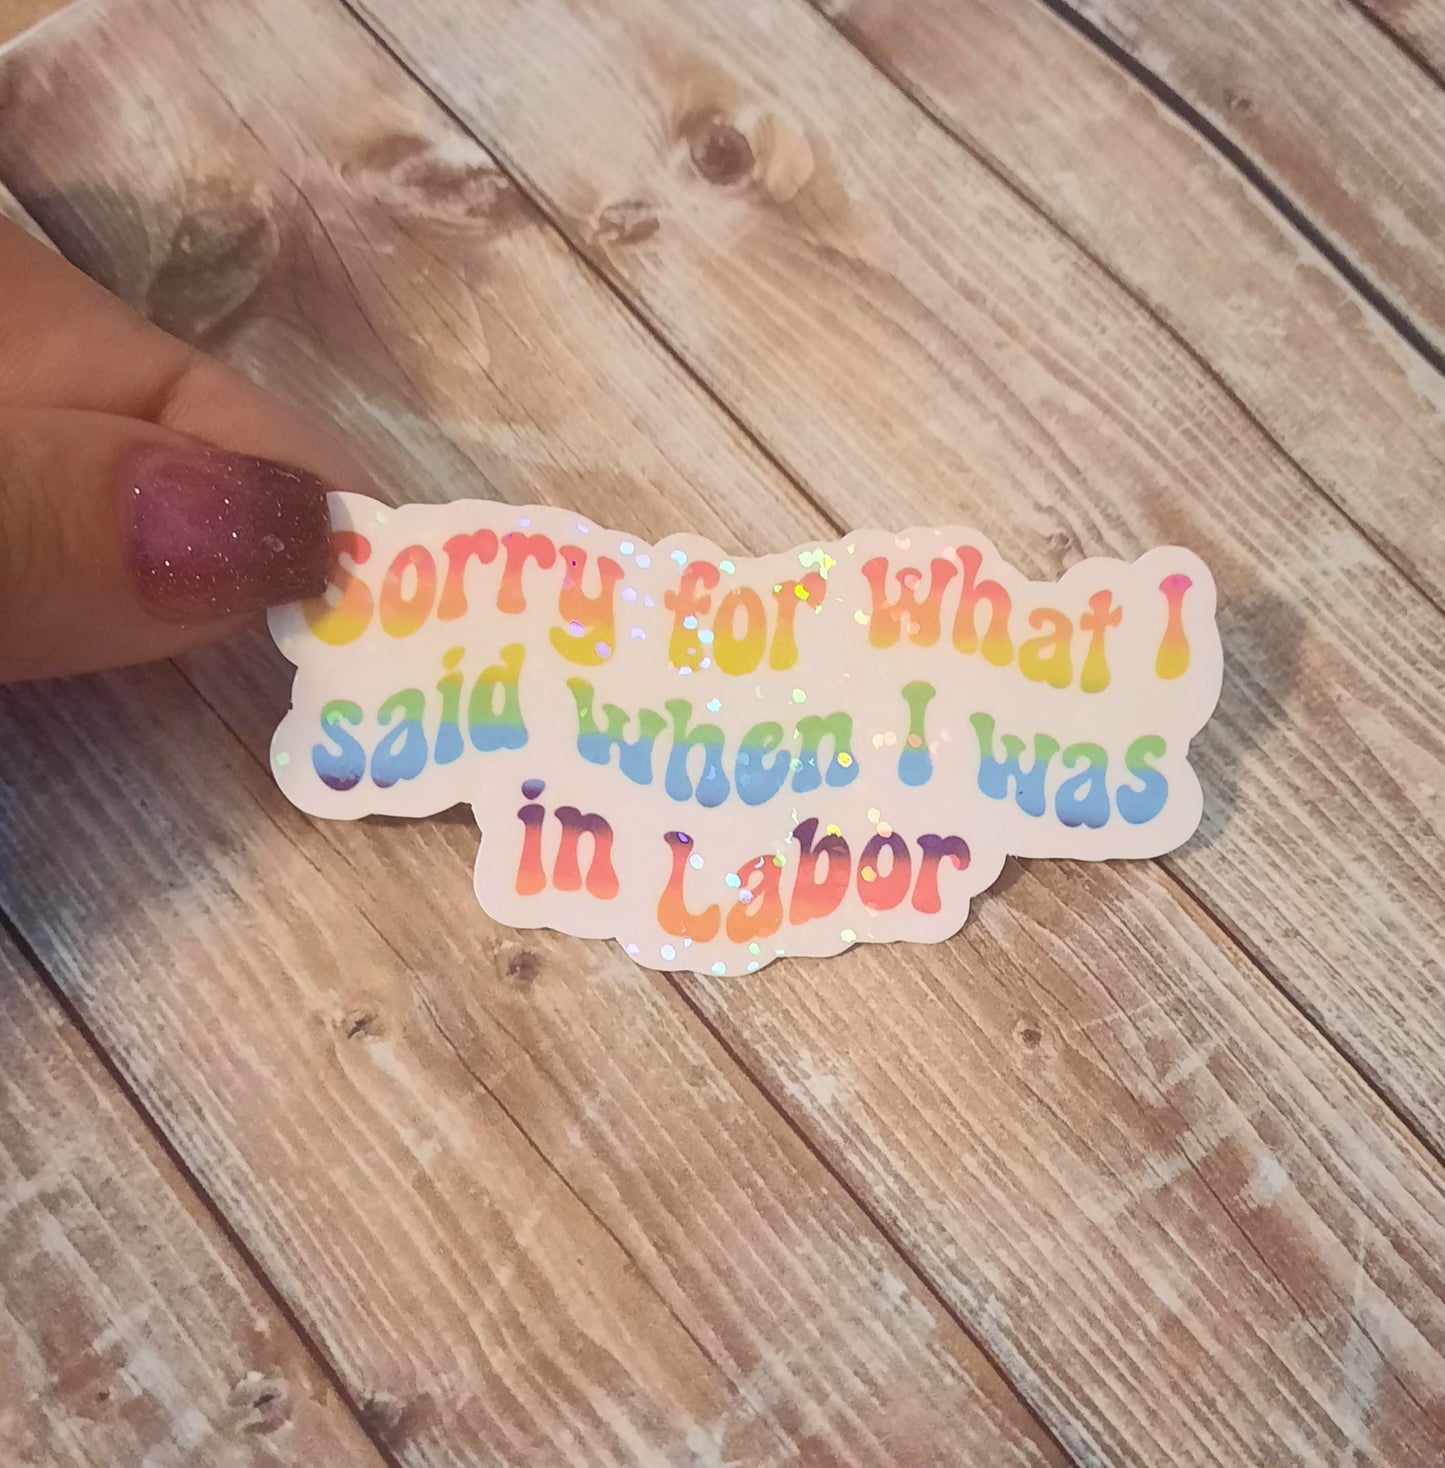 Sorry for What I
said when I was
in Labor